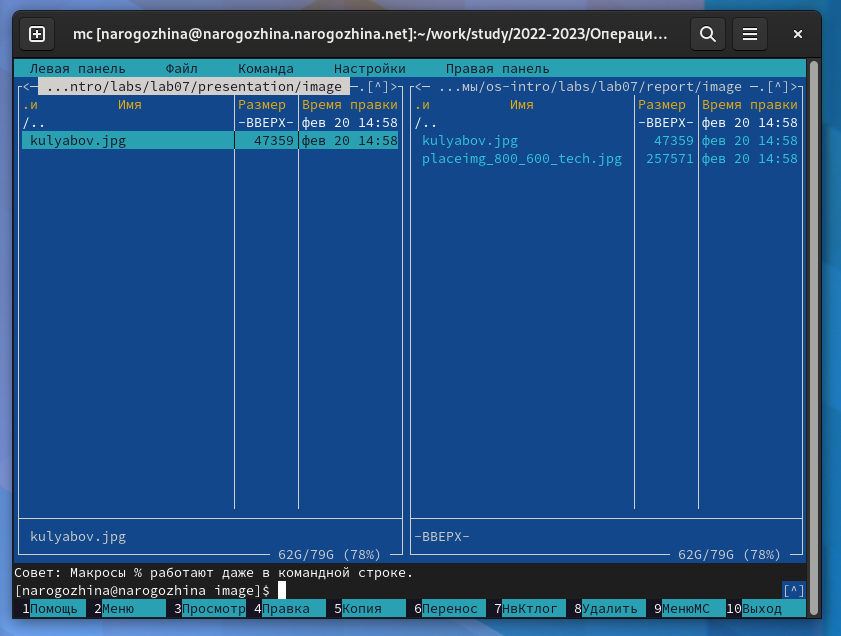 mc [narogozhina@narogozhina.narogozhina.net]:~/work/study/2022-2023/Операци...
Левая панель Файл Команда Настройки Правая панель
<─ ...ntro/labs/lab07/presentation/image ─.[^]> <─ ...мы/os-intro/labs/lab07/report/image ─.[^]>
.и Имя Размер Время правки .и Имя Размер Время правки
/.. -ВВЕРХ- фев 20 14:58 /.. -ВВЕРХ- фев 20 14:58
kulyabov.jpg 47359 фев 20 14:58 kulyabov.jpg 47359 фев 20 14:58
placeimg_800_600_tech.jpg 257571 фев 20 14:58
kulyabov.jpg -ВВЕРХ-
62G/79G (78%) 62G/79G (78%)
Совет: Макросы % работают даже в командной строке.
[narogozhina@narogozhina image]$ [^]
1Помощь 2Меню 3Просмотр 4Правка 5Копия 6Перенос 7НвКтлог 8Удалить 9МенюМС 10Выход